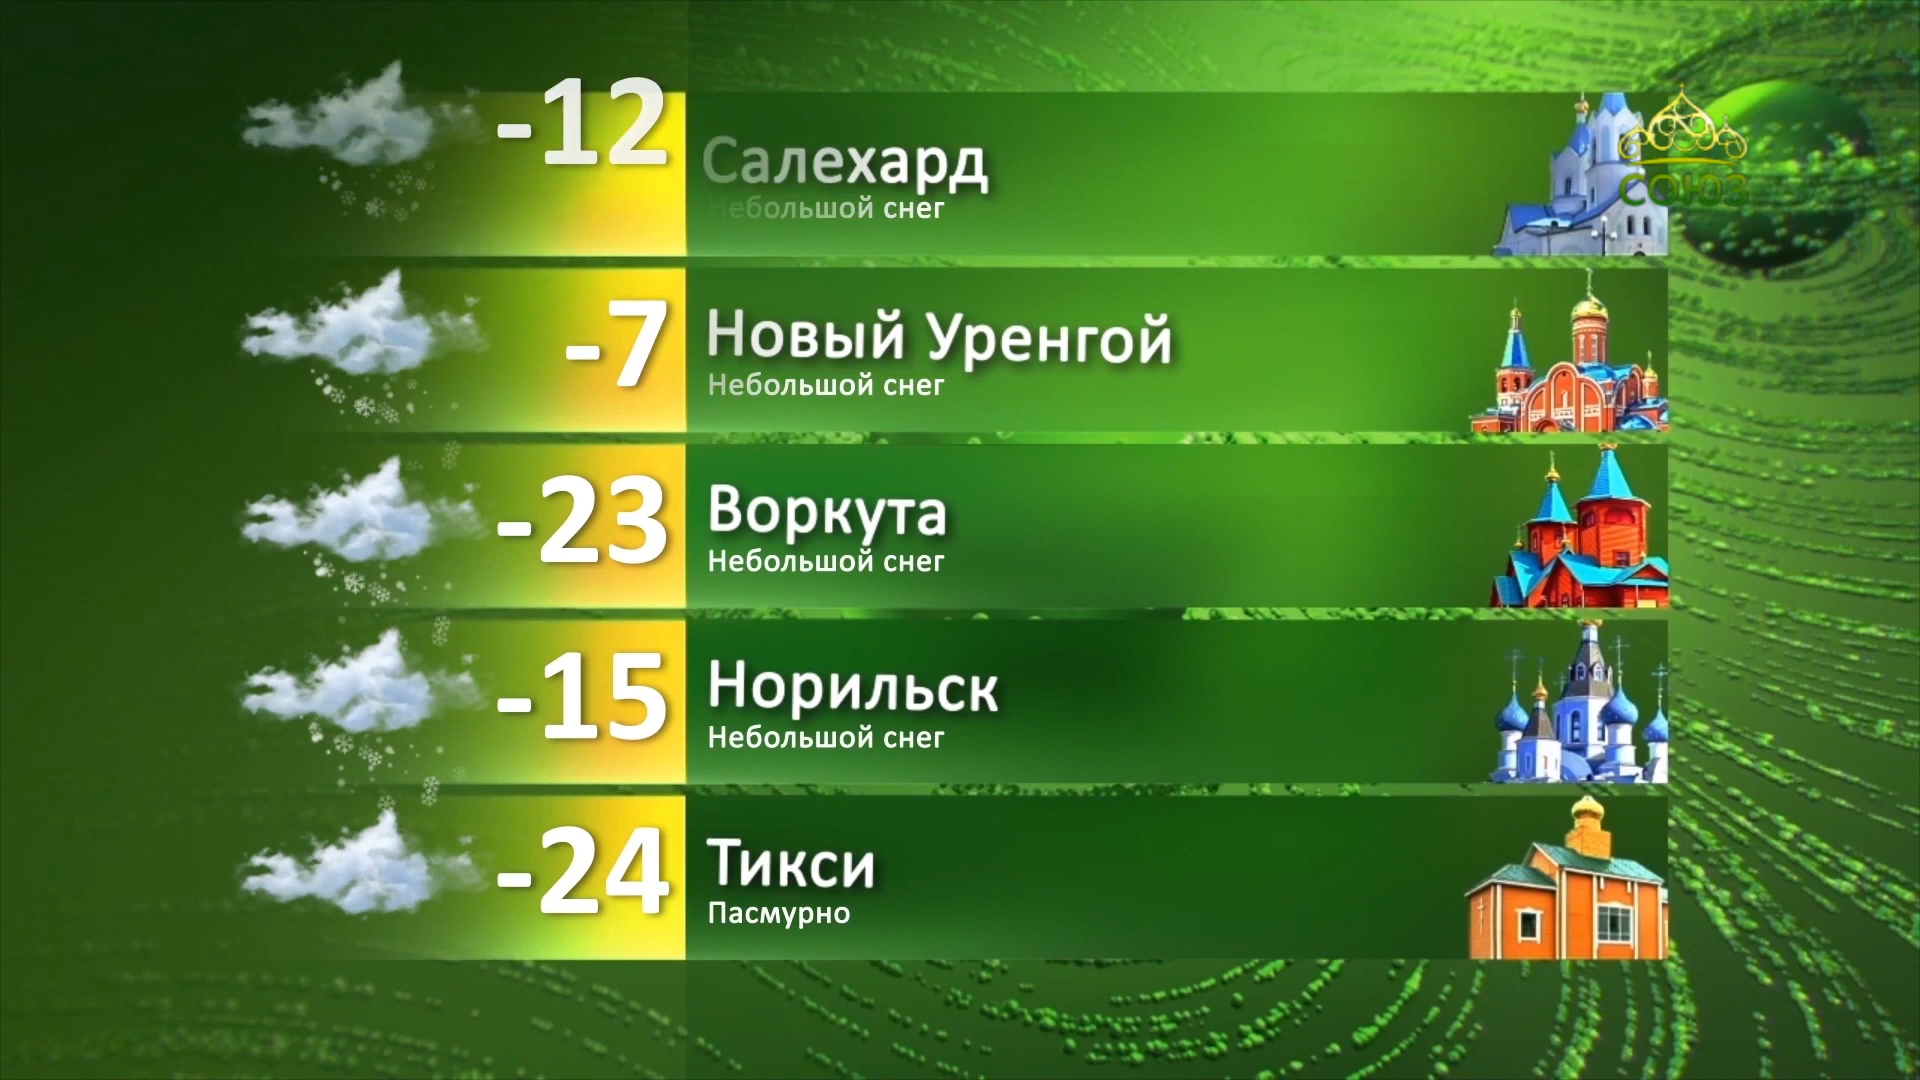 -12
Салехард
Небольшой снег
СОЮЗ
-7
Новый Уренгой
Небольшой снег
-23
Воркута
Небольшой снег
-15
Норильск
Небольшой снег
-24
Тикси
Пасмурно